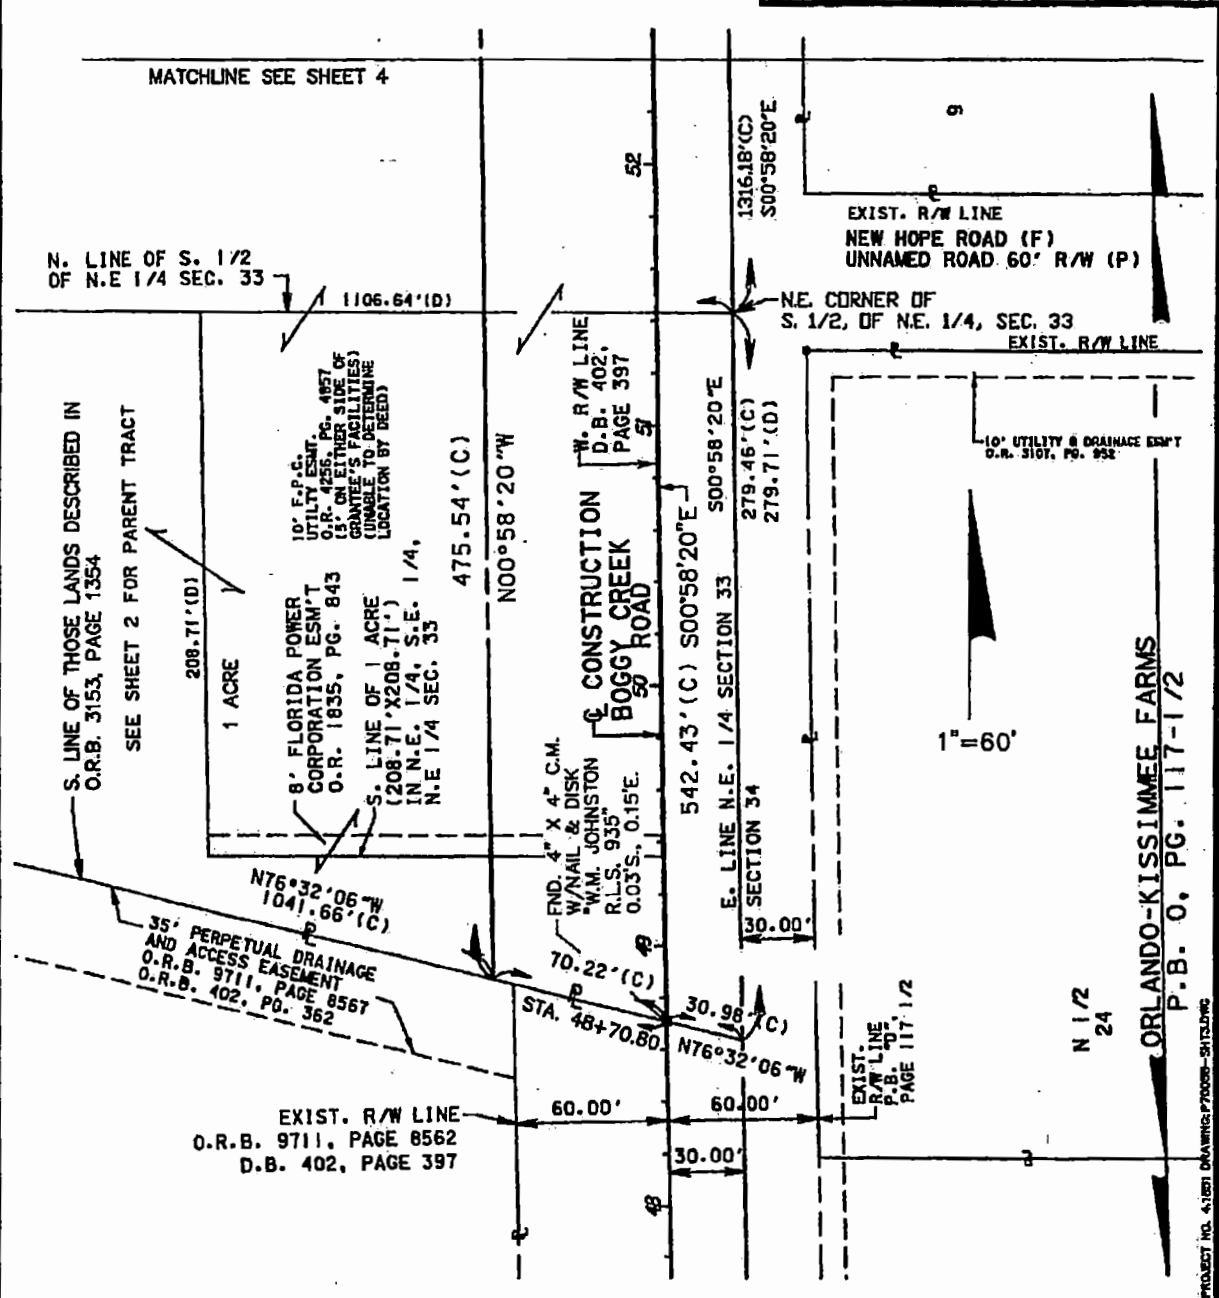 MATCHLINE SEE SHEET 4
52
1316.18'(C)
S00°58'20"E
9
EXIST. R/W LINE
NEW HOPE ROAD (F)
UNNAMED ROAD 60' R/W (P)
N. LINE OF S. 1/2
OF N.E 1/4 SEC. 33
1106.64'(D)
N.E. CORNER OF
S. 1/2, OF N.E. 1/4, SEC. 33
EXIST. R/W LINE
W. R/W LINE
D.B. 402,
PAGE 397
51
10' F.P.C.
UTILITY ESMT.
O.R. 4256, PG. 4957
(5' ON EITHER SIDE OF
GRANTEE'S FACILITIES)
(UNABLE TO DETERMINE
LOCATION BY DEED)
475.54'(C)
N00°58'20"W
S00°58'20"E
279.46'(C)
279.71'(D)
10' UTILITY & DRAINAGE ESM'T
O.R. 3107, PG. 952
S. LINE OF THOSE LANDS DESCRIBED IN
O.R.B. 3153, PAGE 1354
SEE SHEET 2 FOR PARENT TRACT
208.71'(D)
1 ACRE
8' FLORIDA POWER
CORPORATION ESM'T
O.R. 1835, PG. 843
S. LINE OF 1 ACRE
(208.71'X208.71')
IN N.E. 1/4, S.E. 1/4,
N.E 1/4 SEC. 33
℄ CONSTRUCTION
BOGGY CREEK
ROAD
50
542.43'(C) S00°58'20"E
E. LINE N.E. 1/4 SECTION 33
SECTION 34
1"=60'
ORLANDO-KISSIMMEE FARMS
P.B. O, PG. 117-1/2
FND. 4" X 4" C.M.
W/NAIL & DISK
"W.M. JOHNSTON
R.L.S. 935"
0.03'S., 0.15'E.
N76°32'06"W
1041.66'(C)
35' PERPETUAL DRAINAGE
AND ACCESS EASEMENT
O.R.B. 9711, PAGE 8567
O.R.B. 402, PG. 362
30.00'
49
70.22'(C)
30.98'(C)
STA. 48+70.80
N76°32'06"W
EXIST.
R/W LINE
P.B. "O",
PAGE 117 1/2
N 1/2
24
EXIST. R/W LINE
O.R.B. 9711, PAGE 8562
D.B. 402, PAGE 397
60.00'
60.00'
30.00'
48